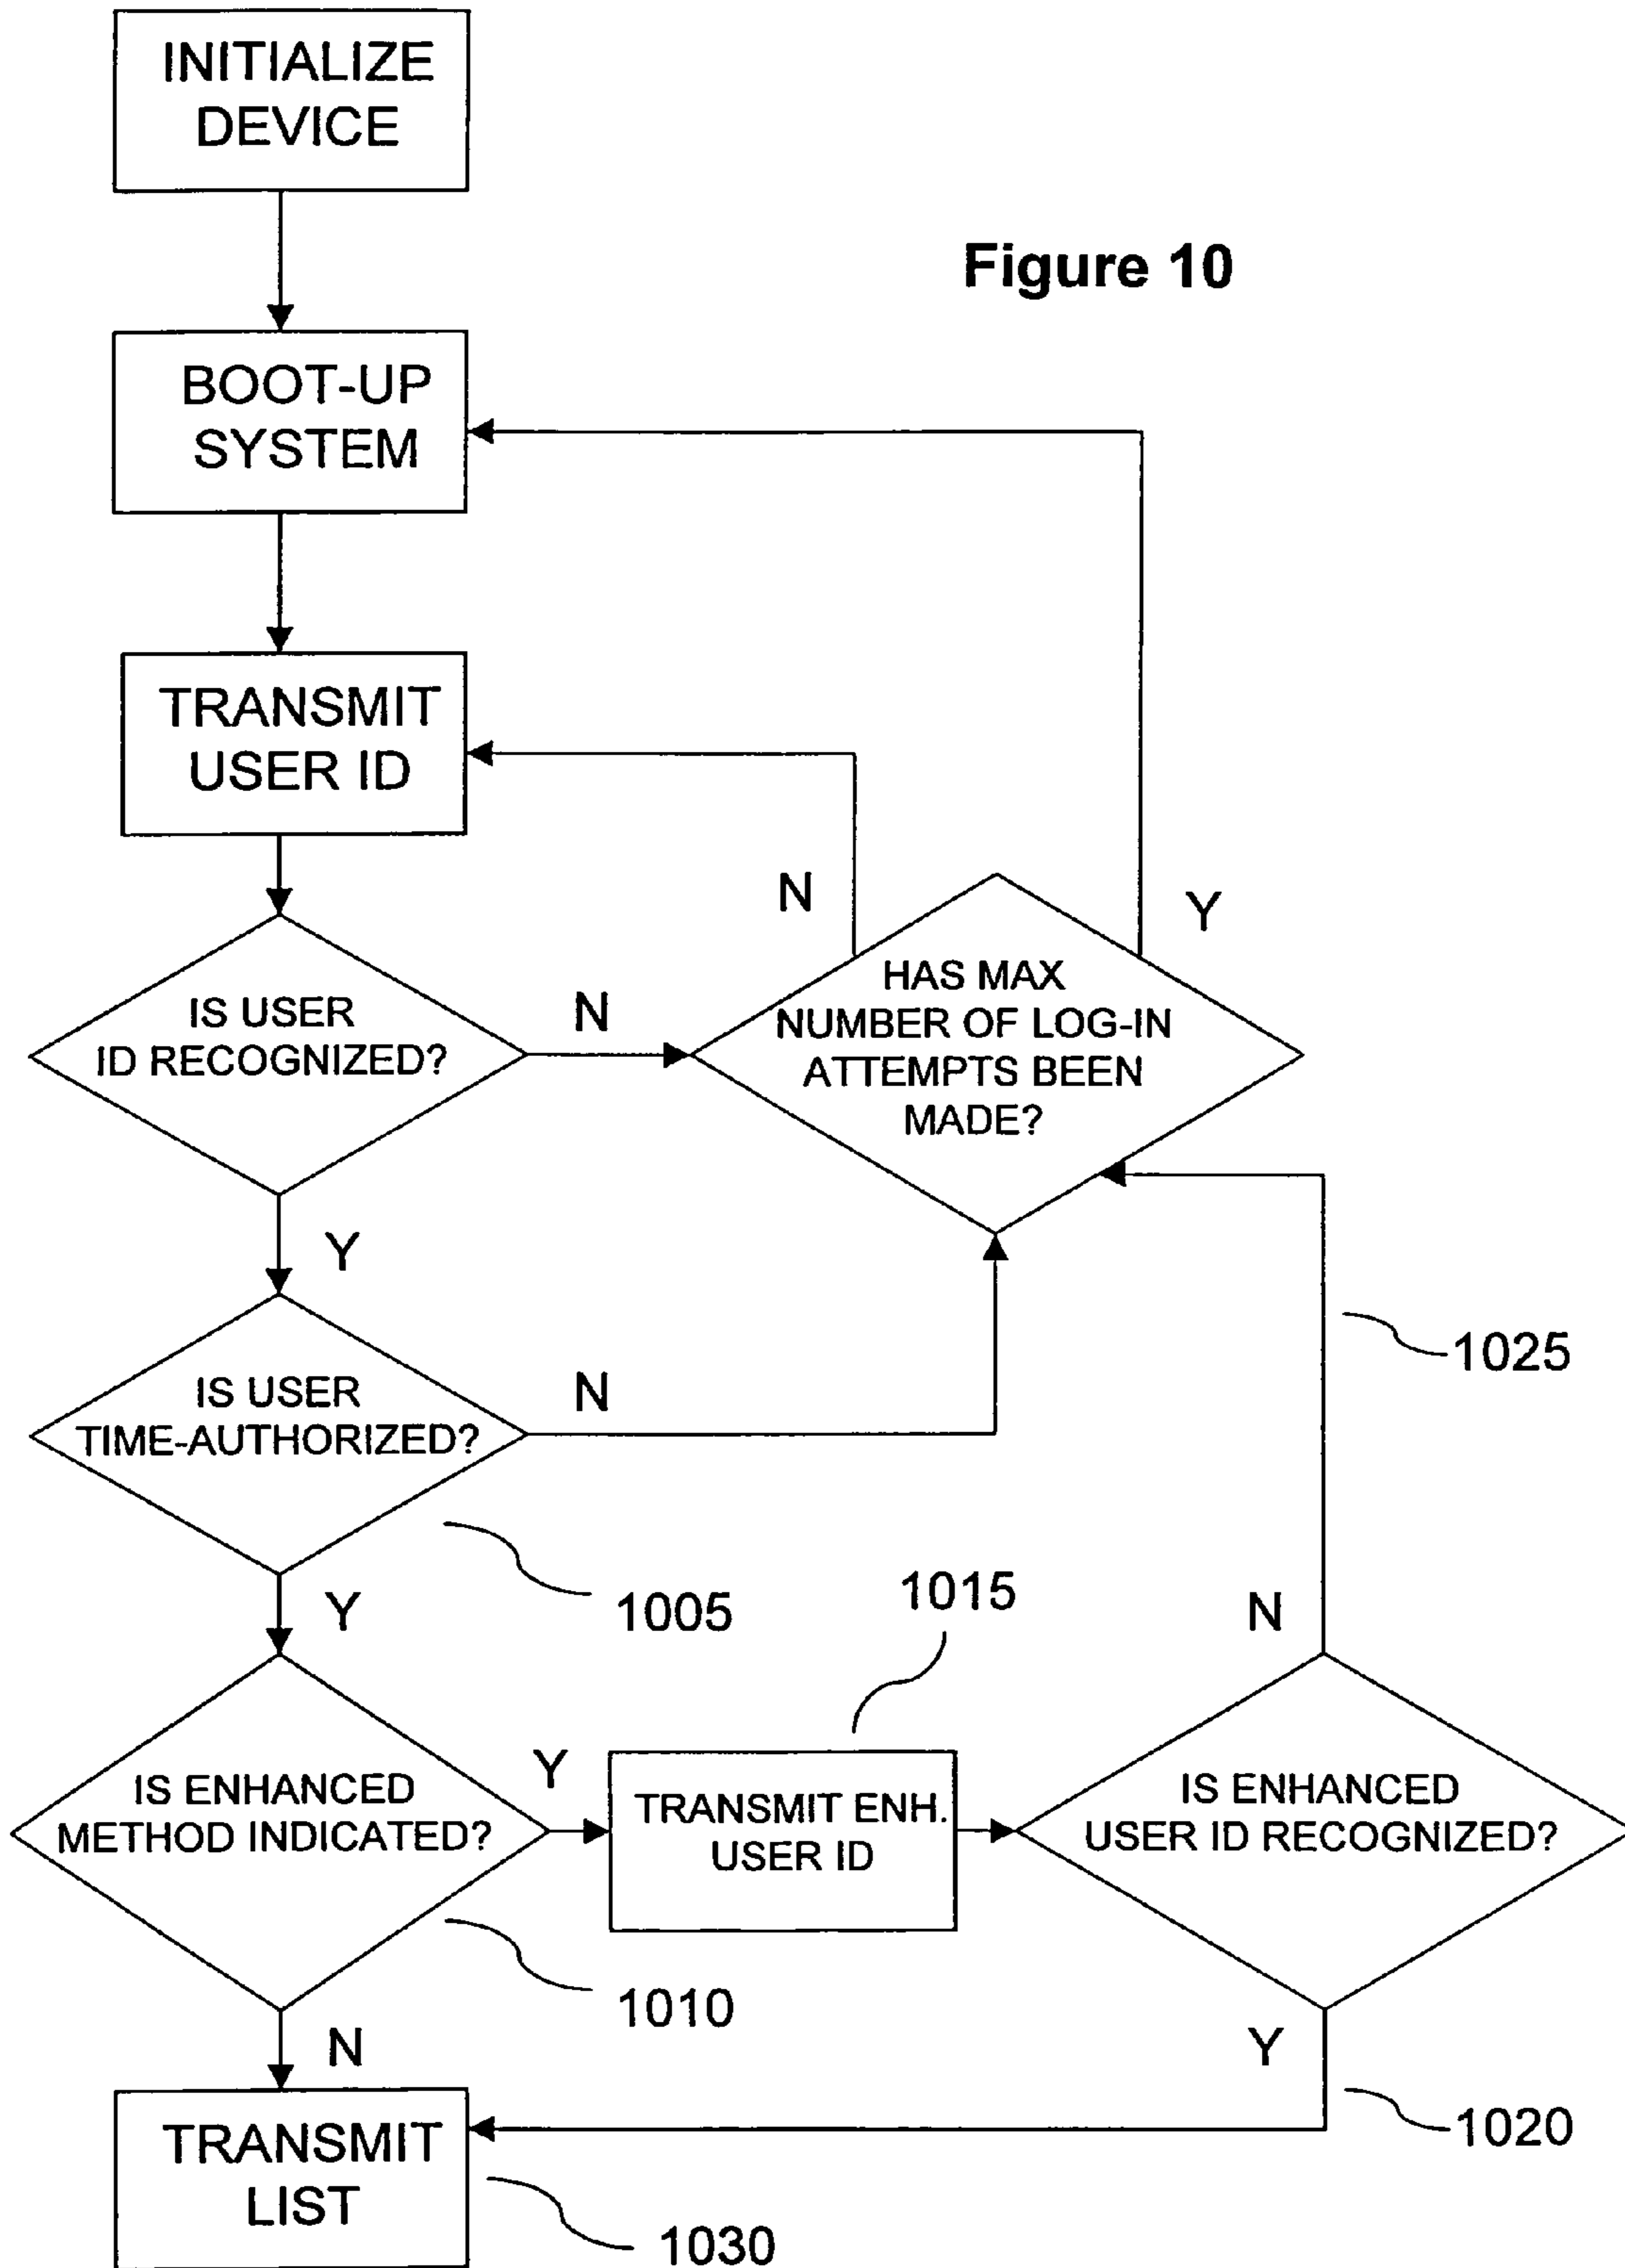 INITIALIZE
DEVICE
Figure 10
BOOT-UP
SYSTEM
TRANSMIT
USER ID
N
Y
IS USER
ID RECOGNIZED?
N
HAS MAX
NUMBER OF LOG-IN
ATTEMPTS BEEN
MADE?
Y
1025
IS USER
TIME-AUTHORIZED?
N
1005
Y
1015
N
IS ENHANCED
METHOD INDICATED?
Y
TRANSMIT ENH.
USER ID
IS ENHANCED
USER ID RECOGNIZED?
1010
N
Y
1020
TRANSMIT
LIST
1030